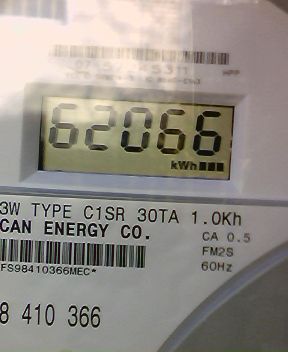 62066
kWh
3W TYPE C1SR 30TA 1.0Kh
CAN ENERGY CO.
CA 0.5
FM2S
60Hz
FS98410366MEC*
8 410 366